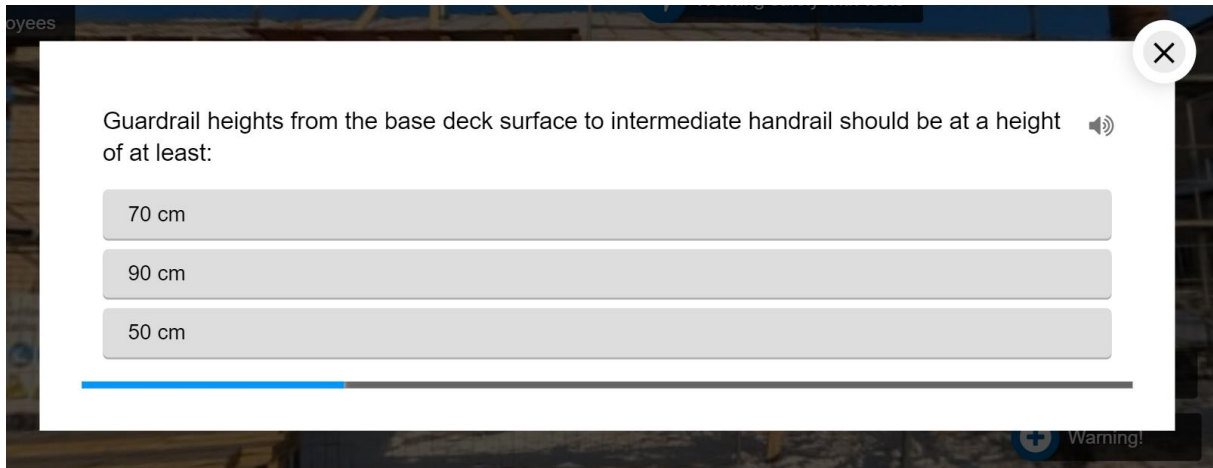 oyees
Guardrail heights from the base deck surface to intermediate handrail should be at a height
of at least:
70 cm
90 cm
50 cm
Warning!